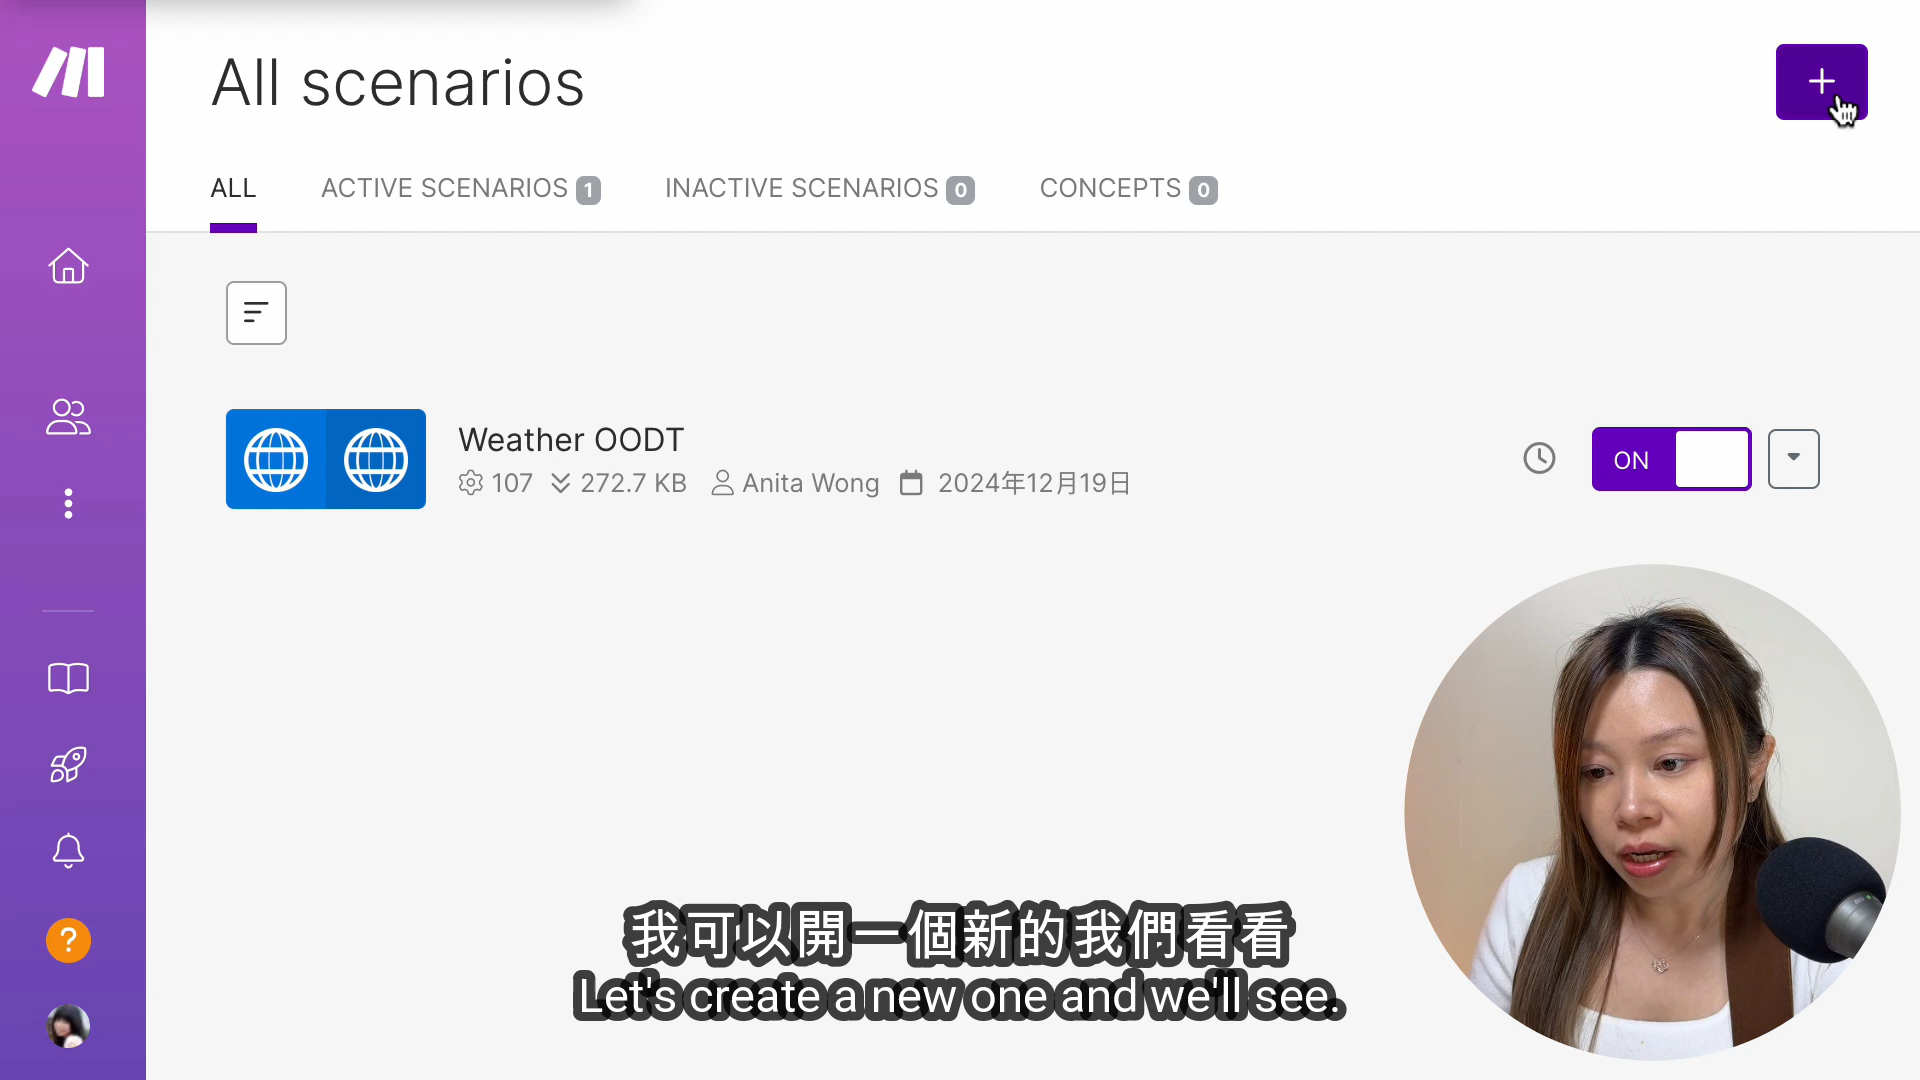 All scenarios
ALL ACTIVE SCENARIOS 1 INACTIVE SCENARIOS 0 CONCEPTS 0
Weather OODT
107 272.7 KB Anita Wong 2024年12月19日
ON
?
我可以開一個新的我們看看
Let's create a new one and we'll see.